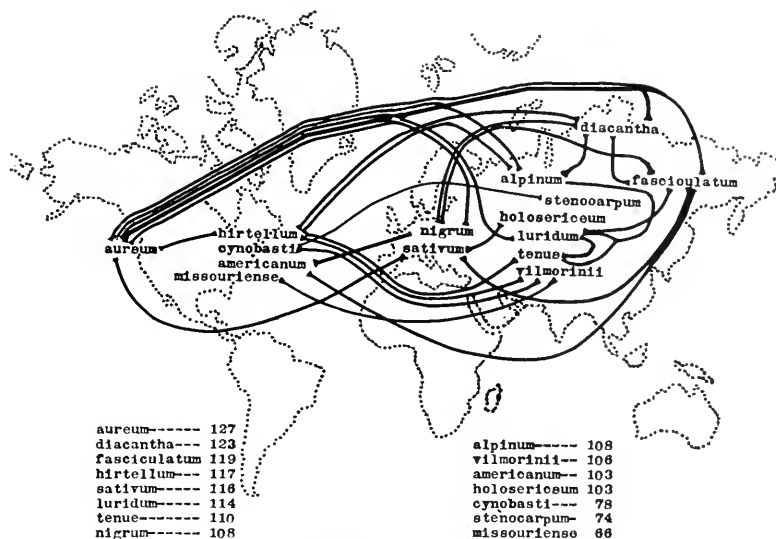 diacantha
alpinum fascioulatum
stenocarpum
holosericeum
hirtellum nigrum luridum
aureum cynobasti sativum tenue
americanum vilmorinii
missouriense
aureum------ 127
diacantha--- 123
fasciculatum 119
hirtellum--- 117
sativum----- 116
luridum----- 114
tenue------- 110
nigrum------ 108
alpinum----- 108
vilmorinii-- 106
americanum-- 103
holosericeum 103
cynobasti--- 78
stenocarpum- 74
missouriense 66